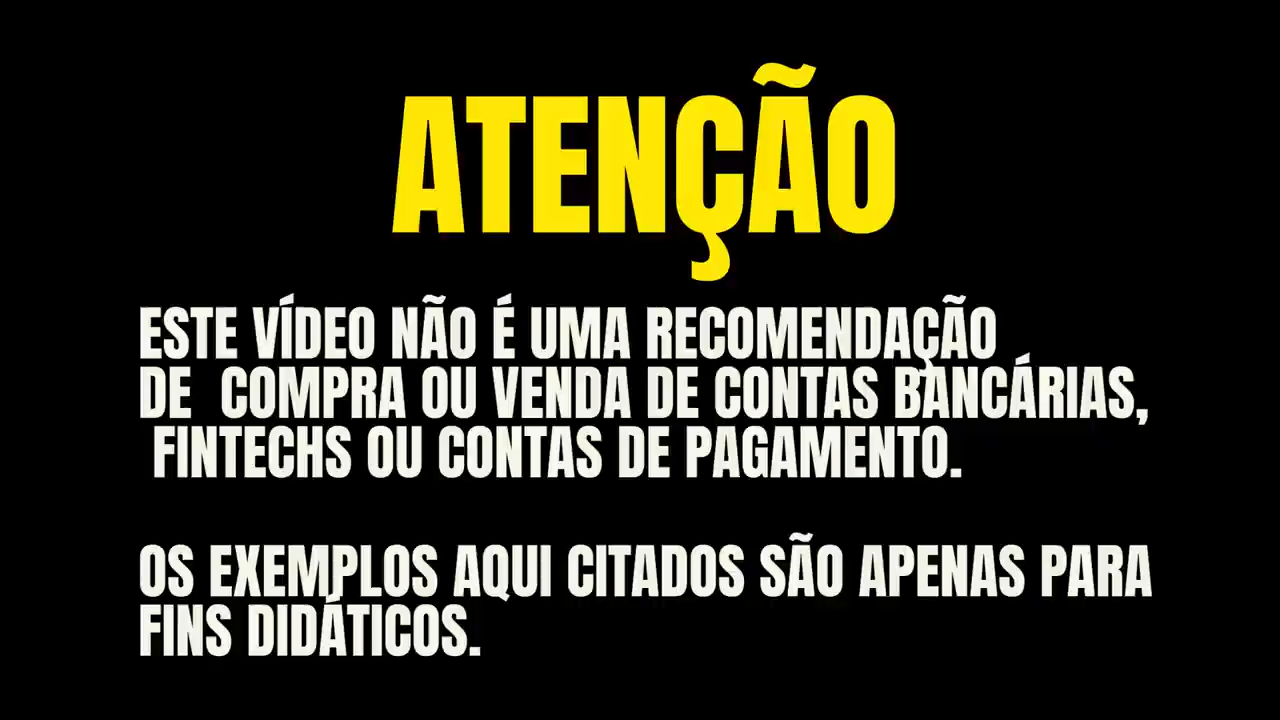 ATENÇÃO
ESTE VÍDEO NÃO É UMA RECOMENDAÇÃO
DE COMPRA OU VENDA DE CONTAS BANCÁRIAS,
FINTECHS OU CONTAS DE PAGAMENTO.
OS EXEMPLOS AQUI CITADOS SÃO APENAS PARA
FINS DIDÁTICOS.